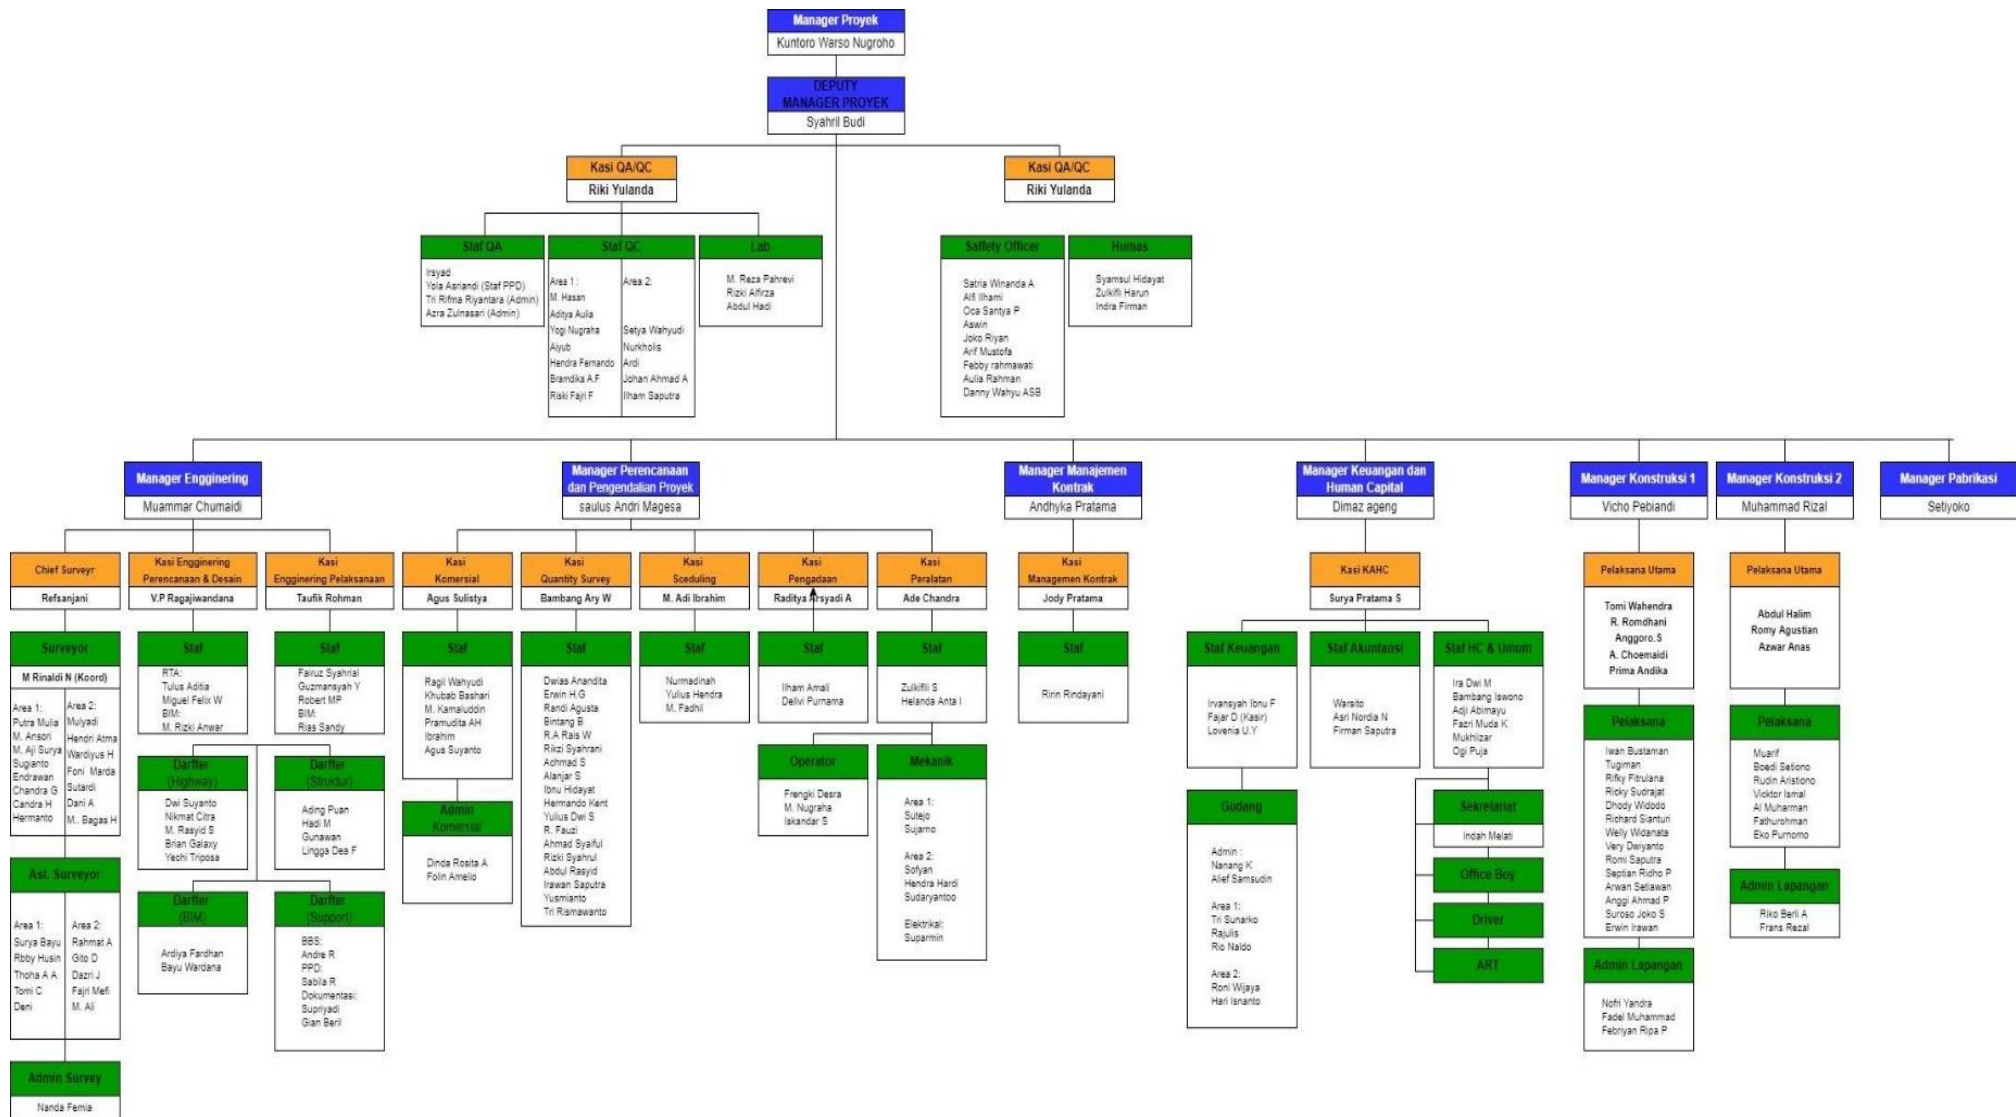 Manager Proyek
Kuntoro Warso Nugroho
DEPUTY
MANAGER PROYEK
Syahril Budi
Kasi QA/QC
Riki Yulanda
Kasi QA/QC
Riki Yulanda
Staf QA
Irsyad
Yola Asriandi (Staf PPD)
Tri Rifma Riyantara (Admin)
Azra Zulnasari (Admin)
Staf QC
Area 1 :
M. Hasan
Aditya Aulia
Yogi Nugraha
Aiyub
Hendra Fernando
Bramdika A.F
Riski Fajri F
Area 2:
Setya Wahyudi
Nurkholis
Ardi
Johan Ahmad A
Ilham Saputra
Lab
M. Reza Pahrevi
Rizki Alfirza
Abdul Hadi
Saffety Officer
Satria Winanda A
Alfi Ilhami
Oca Santya P
Aswin
Joko Riyan
Arif Mustofa
Febby rahmawati
Aulia Rahman
Danny Wahyu ASB
Humas
Syamsul Hidayat
Zulkifli Harun
Indra Firman
Manager Engginering
Muammar Chumaidi
Manager Perencanaan
dan Pengendalian Proyek
saulus Andri Magesa
Manager Manajemen
Kontrak
Andhyka Pratama
Manager Keuangan dan
Human Capital
Dimaz ageng
Manager Konstruksi 1
Vicho Pebiandi
Manager Konstruksi 2
Muhammad Rizal
Manager Pabrikasi
Setiyoko
Chief Surveyr
Refsanjani
Kasi Engginering
Perencanaan & Desain
V.P Ragajiwandana
Kasi
Engginering Pelaksanaan
Taufik Rohman
Kasi
Komersial
Agus Sulistya
Kasi
Quantity Survey
Bambang Ary W
Kasi
Sceduling
M. Adi Ibrahim
Kasi
Pengadaan
Raditya Arsyadi A
Kasi
Peralatan
Ade Chandra
Kasi
Managemen Kontrak
Jody Pratama
Kasi KAHC
Surya Pratama S
Pelaksana Utama
Tomi Wahendra
R. Romdhani
Anggoro.S
A. Choemaidi
Prima Andika
Pelaksana Utama
Abdul Halim
Romy Agustian
Azwar Anas
Surveyor
M Rinaldi N (Koord)
Area 1:
Putra Mulia
M. Ansori
M. Aji Surya
Sugianto
Endrawan
Chandra G
Candra H
Hermanto
Area 2:
Mulyadi
Hendri Atma
Wardiyus H
Foni Marda
Sutardi
Dani A
M.. Bagas H
Staf
RTA:
Tulus Aditia
Miguel Felix W
BIM:
M. Rizki Anwar
Staf
Fairuz Syahrial
Guzmansyah Y
Robert MP
BIM:
Rias Sandy
Staf
Ragil Wahyudi
Khubab Bashari
M. Kamaluddin
Pramudita AH
Ibrahim
Agus Suyanto
Staf
Dwias Anandita
Erwin H.G
Randi Agusta
Bintang B
R.A Rais W
Rikzi Syahrani
Achmad S
Alanjar S
Ibnu Hidayat
Hermando Kent
Yulius Dwi S
R. Fauzi
Ahmad Syaiful
Rizki Syahrul
Abdul Rasyid
Irawan Saputra
Yusmianto
Tri Rismawanto
Staf
Nurmadinah
Yulius Hendra
M. Fadhil
Staf
Ilham Amali
Dellvi Purnama
Staf
Zulkiflli S
Helanda Anta I
Staf
Ririn Rindayani
Staf Keuangan
Irvansyah Ibnu F
Fajar D (Kasir)
Lovenia U.Y
Staf Akuntansi
Warsito
Asri Nordia N
Firman Saputra
Staf HC & Umum
Ira Dwi M
Bambang Iswono
Adji Abimayu
Fazri Muda K
Mukhlizar
Ogi Puja
Pelaksana
Iwan Bustaman
Tugiman
Rifky Fitrulana
Ricky Sudrajat
Dhody Widodo
Richard Sianturi
Welly Widanata
Very Dwiyanto
Romi Saputra
Septian Ridho P
Arwan Setiawan
Anggi Ahmad P
Suroso Joko S
Erwin Irawan
Pelaksana
Muarif
Boedi Setiono
Rudin Aristiono
Vicktor Ismal
Al Muharman
Fathurohman
Eko Purnomo
Darfter
(Highway)
Dwi Suyanto
Nikmat Citra
M. Rasyid S
Brian Galaxy
Yechi Triposa
Darfter
(Struktur)
Ading Puan
Hadi M
Gunawan
Lingga Dea F
Admin
Komersial
Dinda Rosita A
Folin Amelio
Operator
Frengki Desra
M. Nugraha
Iskandar S
Mekanik
Area 1:
Sutejo
Sujarno
Area 2:
Sofyan
Hendra Hardi
Sudaryantoo
Elektrikal:
Suparmin
Gudang
Admin :
Nanang K
Alief Samsudin
Area 1:
Tri Sunarko
Rajulis
Rio Naldo
Area 2:
Roni Wijaya
Hari Isnanto
Sekretariat
Indah Melati
Office Boy
Driver
ART
Admin Lapangan
Riko Berli A
Frans Rezal
Admin Lapangan
Nofri Yandra
Fadel Muhammad
Febriyan Ripa P
Ast. Surveyor
Area 1:
Surya Bayu
Rbby Husin
Thoha A A
Tomi C
Deni
Area 2:
Rahmat A
Gito D
Dazri J
Fajri Mefi
M. Ali
Darfter
(BIM)
Ardiya Fardhan
Bayu Wardana
Darfter
(Support)
BBS:
Andre R
PPD:
Sabila R
Dokumentasi:
Supriyadi
Gian Beril
Admin Survey
Nanda Femia